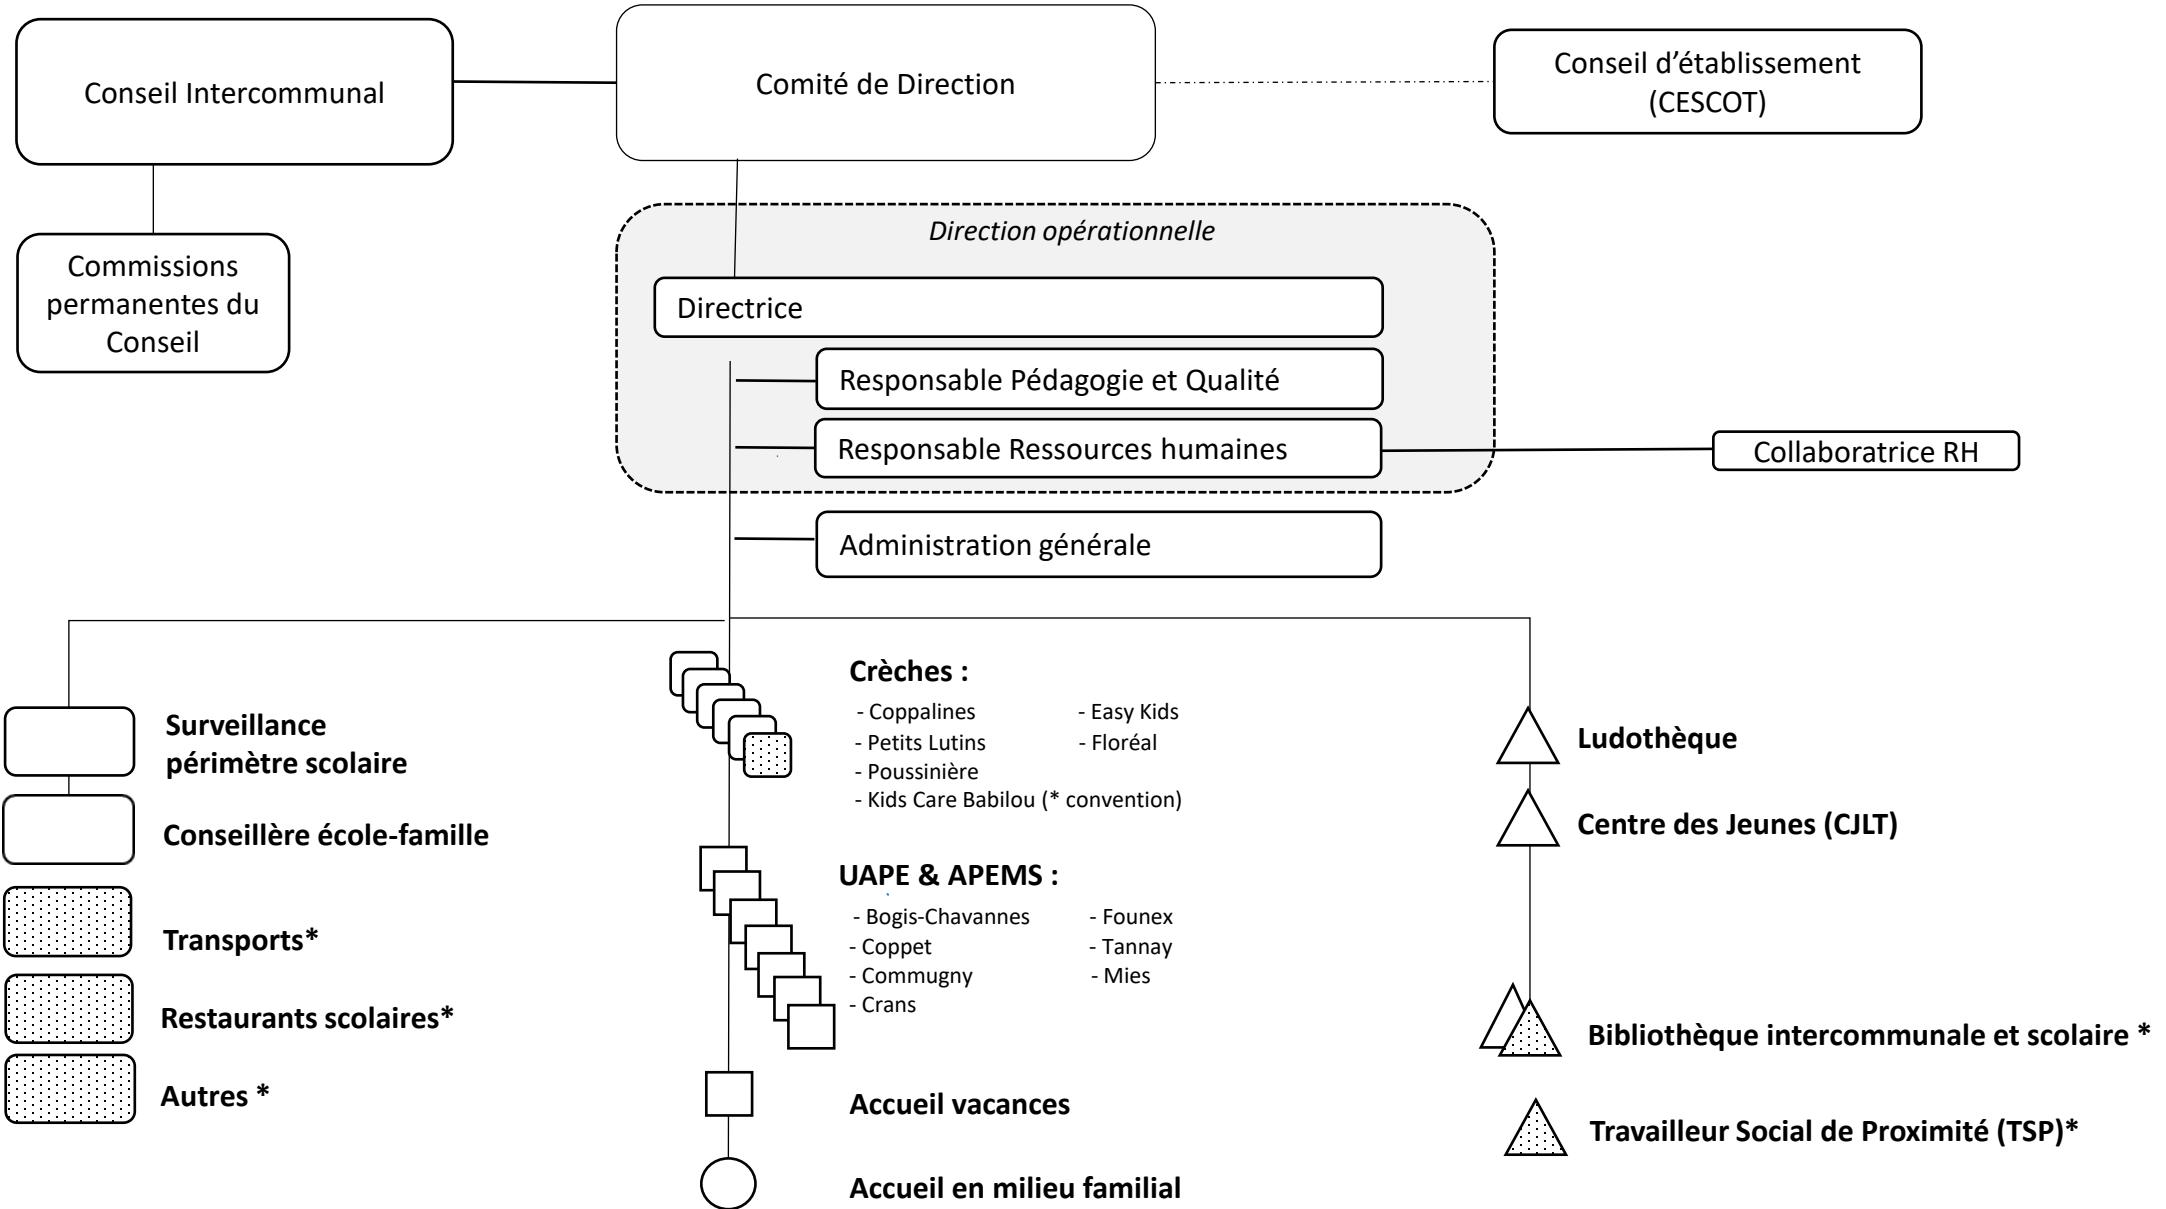 Conseil Intercommunal
Comité de Direction
Conseil d’établissement
(CESCOT)
Commissions
permanentes du
Conseil
Direction opérationnelle
Directrice
Responsable Pédagogie et Qualité
Responsable Ressources humaines
Collaboratrice RH
Administration générale
Surveillance
périmètre scolaire
Conseillère école-famille
Transports*
Restaurants scolaires*
Autres *
Crèches :
- Coppalines
- Easy Kids
- Petits Lutins
- Floréal
- Poussinière
- Kids Care Babilou (* convention)
UAPE & APEMS :
- Bogis-Chavannes
- Founex
- Coppet
- Tannay
- Commugny
- Mies
- Crans
Accueil vacances
Accueil en milieu familial
Ludothèque
Centre des Jeunes (CJLT)
Bibliothèque intercommunale et scolaire *
Travailleur Social de Proximité (TSP)*